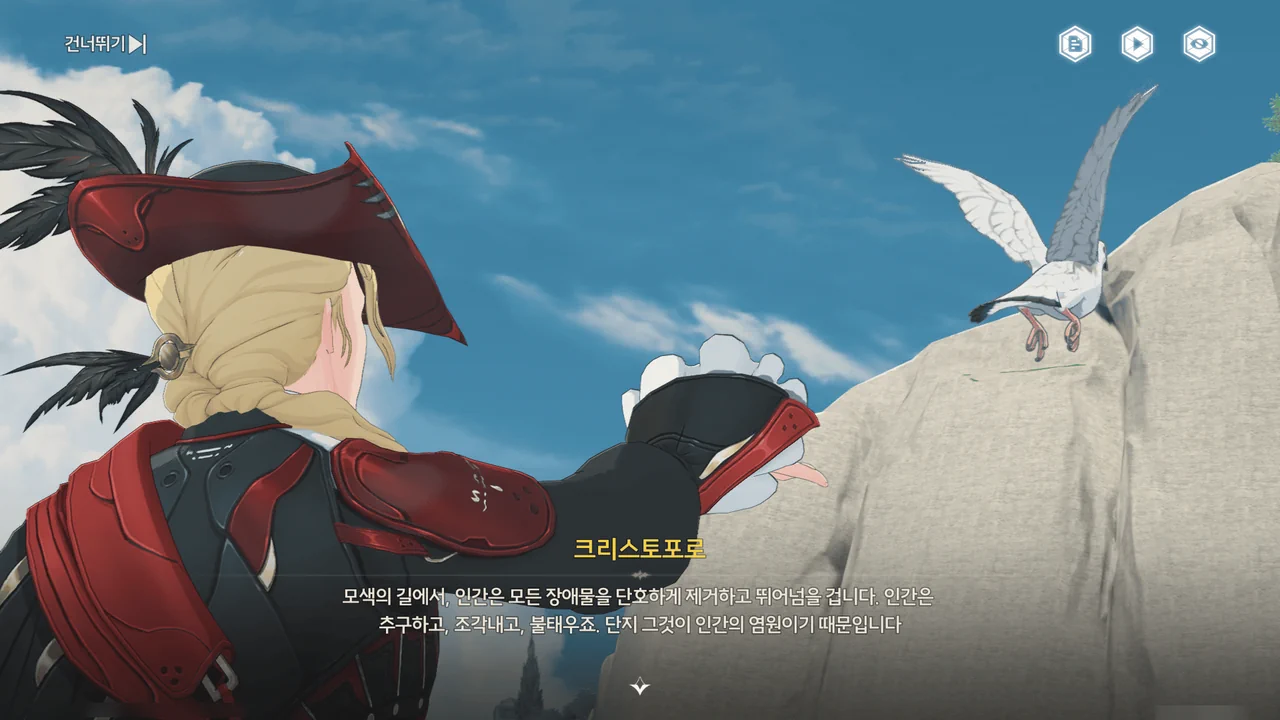 건너뛰기
크리스토포로
모색의 길에서, 인간은 모든 장애물을 단호하게 제거하고 뛰어넘을 겁니다. 인간은
추구하고, 조각내고, 불태우죠. 단지 그것이 인간의 염원이기 때문입니다